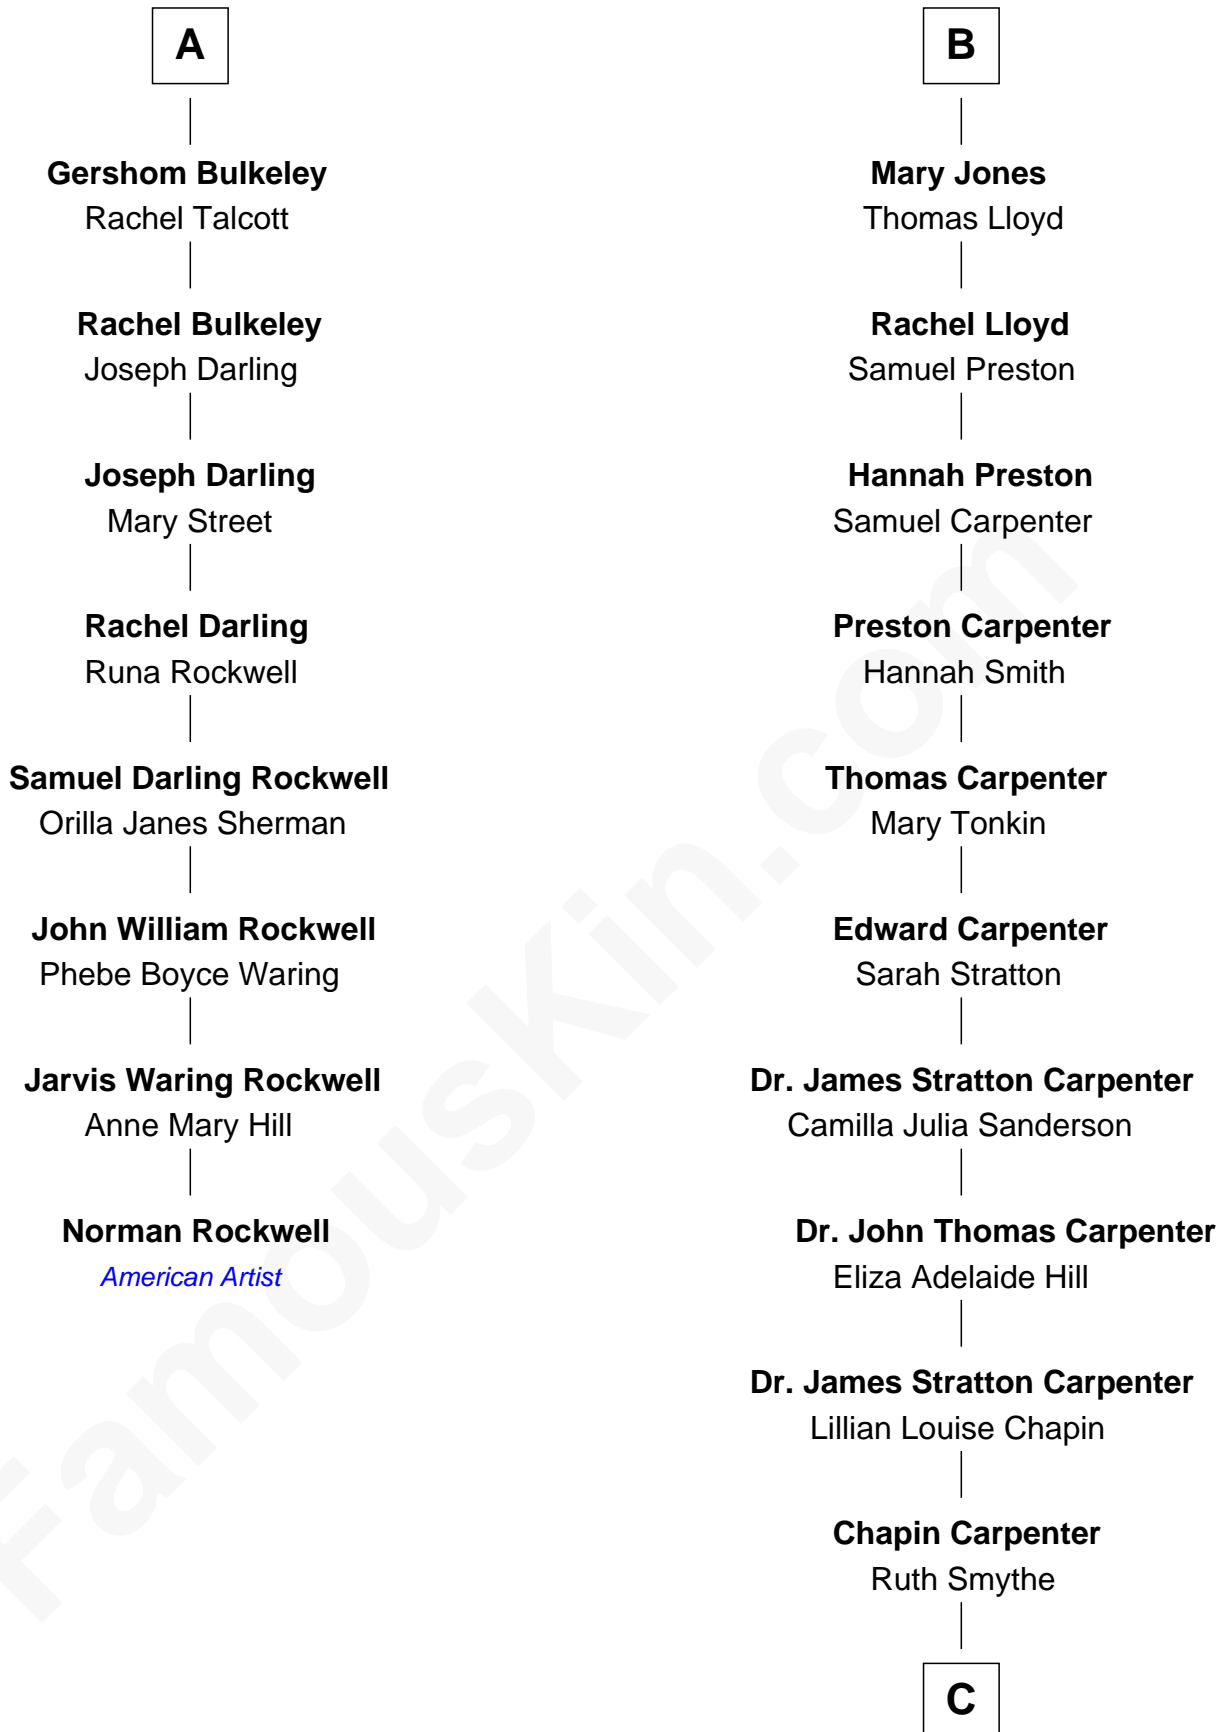 A
Gershom Bulkeley
Rachel Talcott
Rachel Bulkeley
Joseph Darling
Joseph Darling
Mary Street
Rachel Darling
Runa Rockwell
Samuel Darling Rockwell
Orilla Janes Sherman
John William Rockwell
Phebe Boyce Waring
Jarvis Waring Rockwell
Anne Mary Hill
Norman Rockwell
American Artist
B
Mary Jones
Thomas Lloyd
Rachel Lloyd
Samuel Preston
Hannah Preston
Samuel Carpenter
Preston Carpenter
Hannah Smith
Thomas Carpenter
Mary Tonkin
Edward Carpenter
Sarah Stratton
Dr. James Stratton Carpenter
Camilla Julia Sanderson
Dr. John Thomas Carpenter
Eliza Adelaide Hill
Dr. James Stratton Carpenter
Lillian Louise Chapin
Chapin Carpenter
Ruth Smythe
C
FamousKin.com